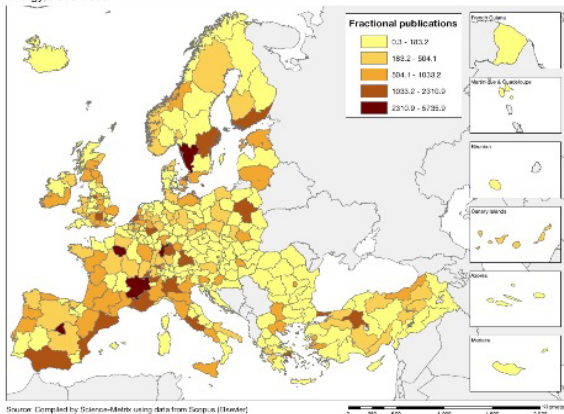 Fractional publications
0.3 - 183.2
183.2 - 504.1
504.1 - 1033.2
1033.2 - 2310.9
2310.9 - 5735.9
French Guiana
Martinique & Guadeloupe
Réunion
Canary Islands
Azores
Madeira
Source: Compiled by Science-Metrix using data from Scopus (Elsevier)